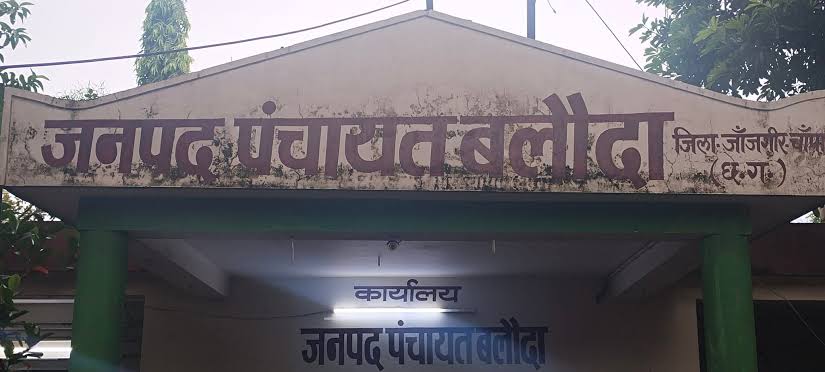 जनपद पंचायत बलौदा जिला-जाँजगीर चाँपा
(छ.ग.)
कार्यालय
जनपद पंचायत बलौदा